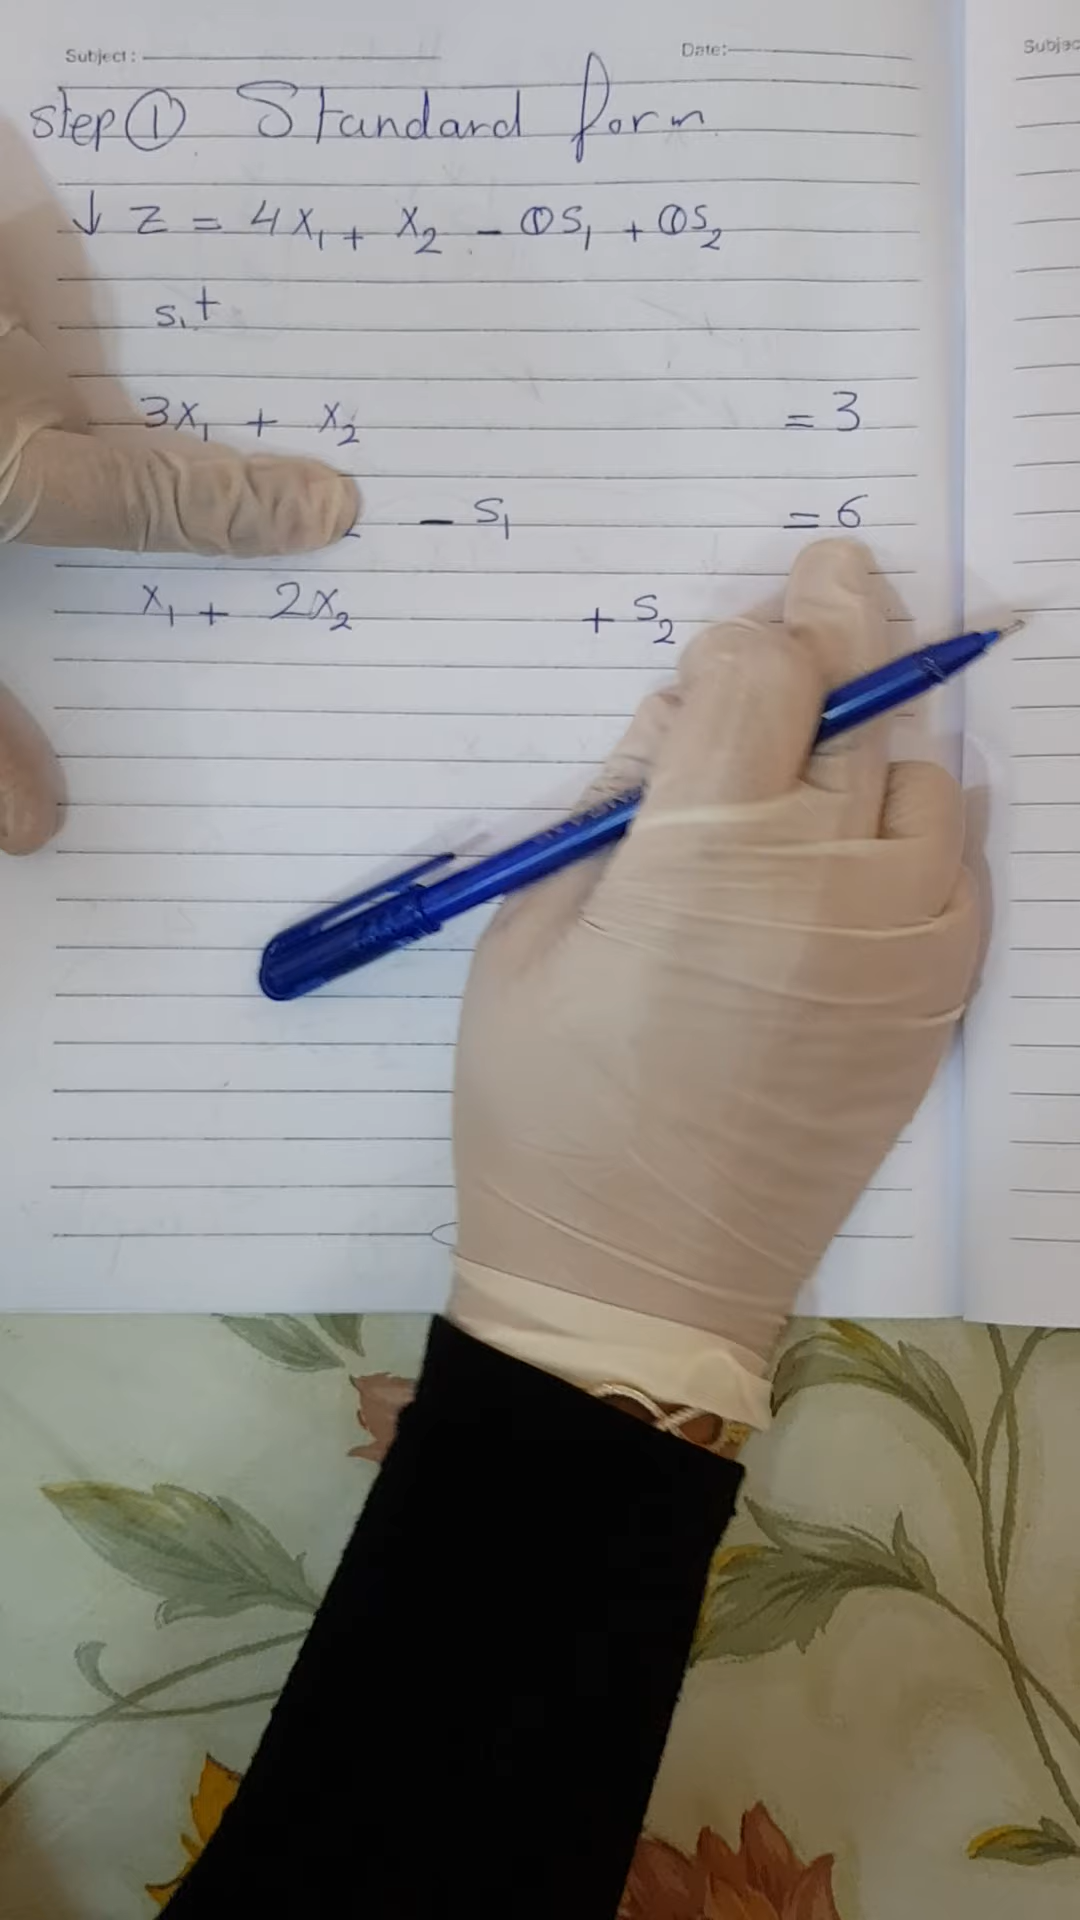 Subject:
Date:
Subjec
step ① Standard form
↓ Z = 4X₁ + X₂ - 0S₁ + 0S₂
s.t
3X₁ + X₂ = 3
₂ - S₁ = 6
X₁ + 2X₂ + S₂